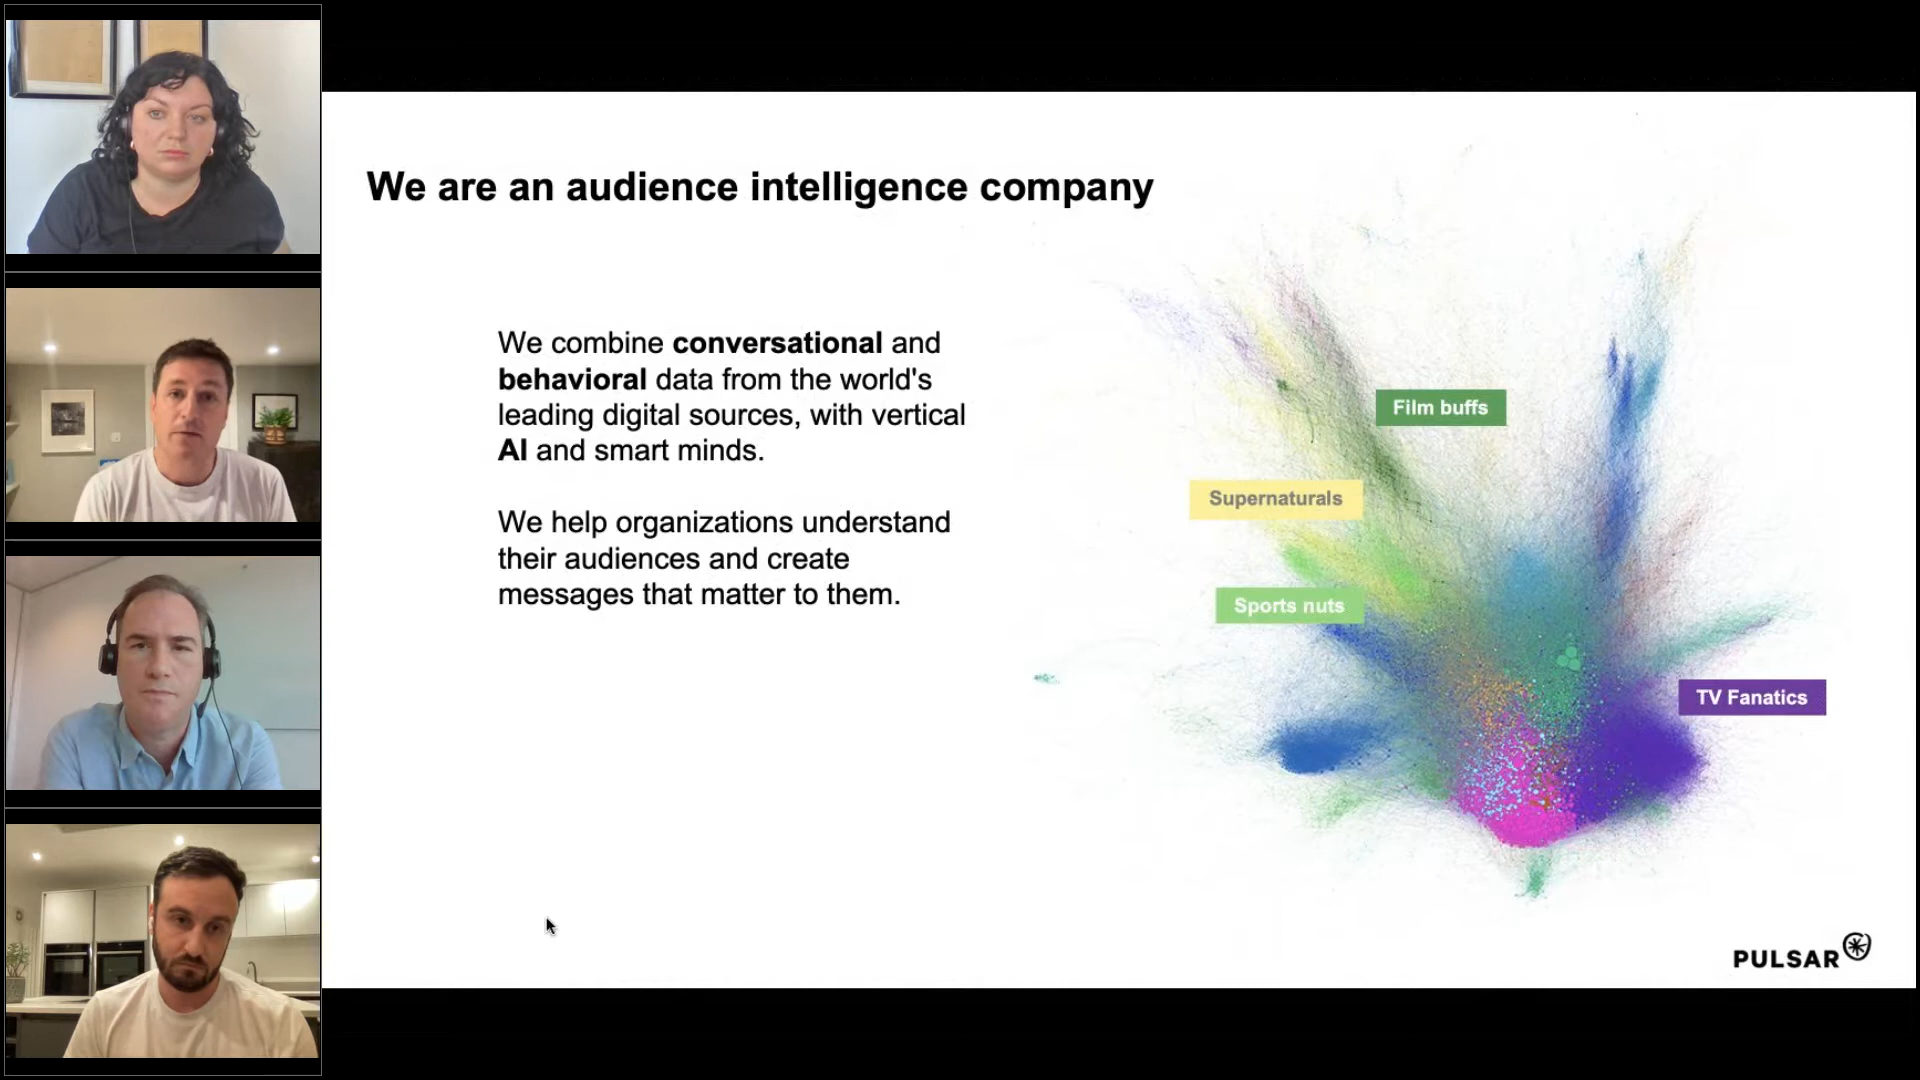 We are an audience intelligence company
We combine conversational and
behavioral data from the world's
leading digital sources, with vertical
AI and smart minds.
We help organizations understand
their audiences and create
messages that matter to them.
Film buffs
Supernaturals
Sports nuts
TV Fanatics
PULSAR